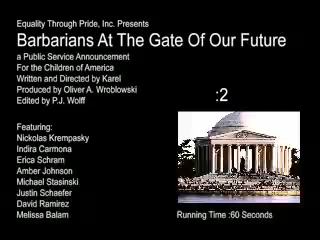 Equality Through Pride, Inc. Presents
Barbarians At The Gate Of Our Future
a Public Service Announcement
For the Children of America
Written and Directed by Karel
Produced by Oliver A. Wroblowski
Edited by P.J. Wolff
:2
Featuring:
Nickolas Krempasky
Indira Carmona
Erica Schram
Amber Johnson
Michael Stasinski
Justin Schaefer
David Ramirez
Melissa Balam
Running Time :60 Seconds